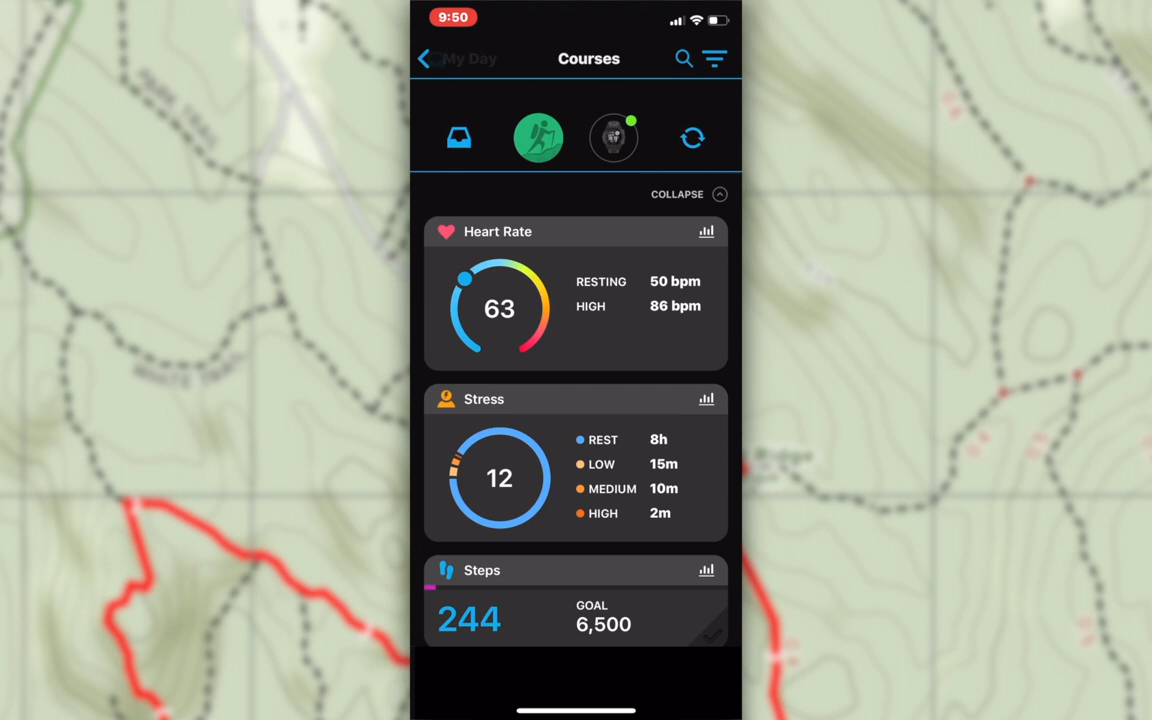 9:50
My Day
Courses
COLLAPSE
Heart Rate
63
RESTING 50 bpm
HIGH 86 bpm
Stress
12
REST 8h
LOW 15m
MEDIUM 10m
HIGH 2m
Steps
244
GOAL
6,500